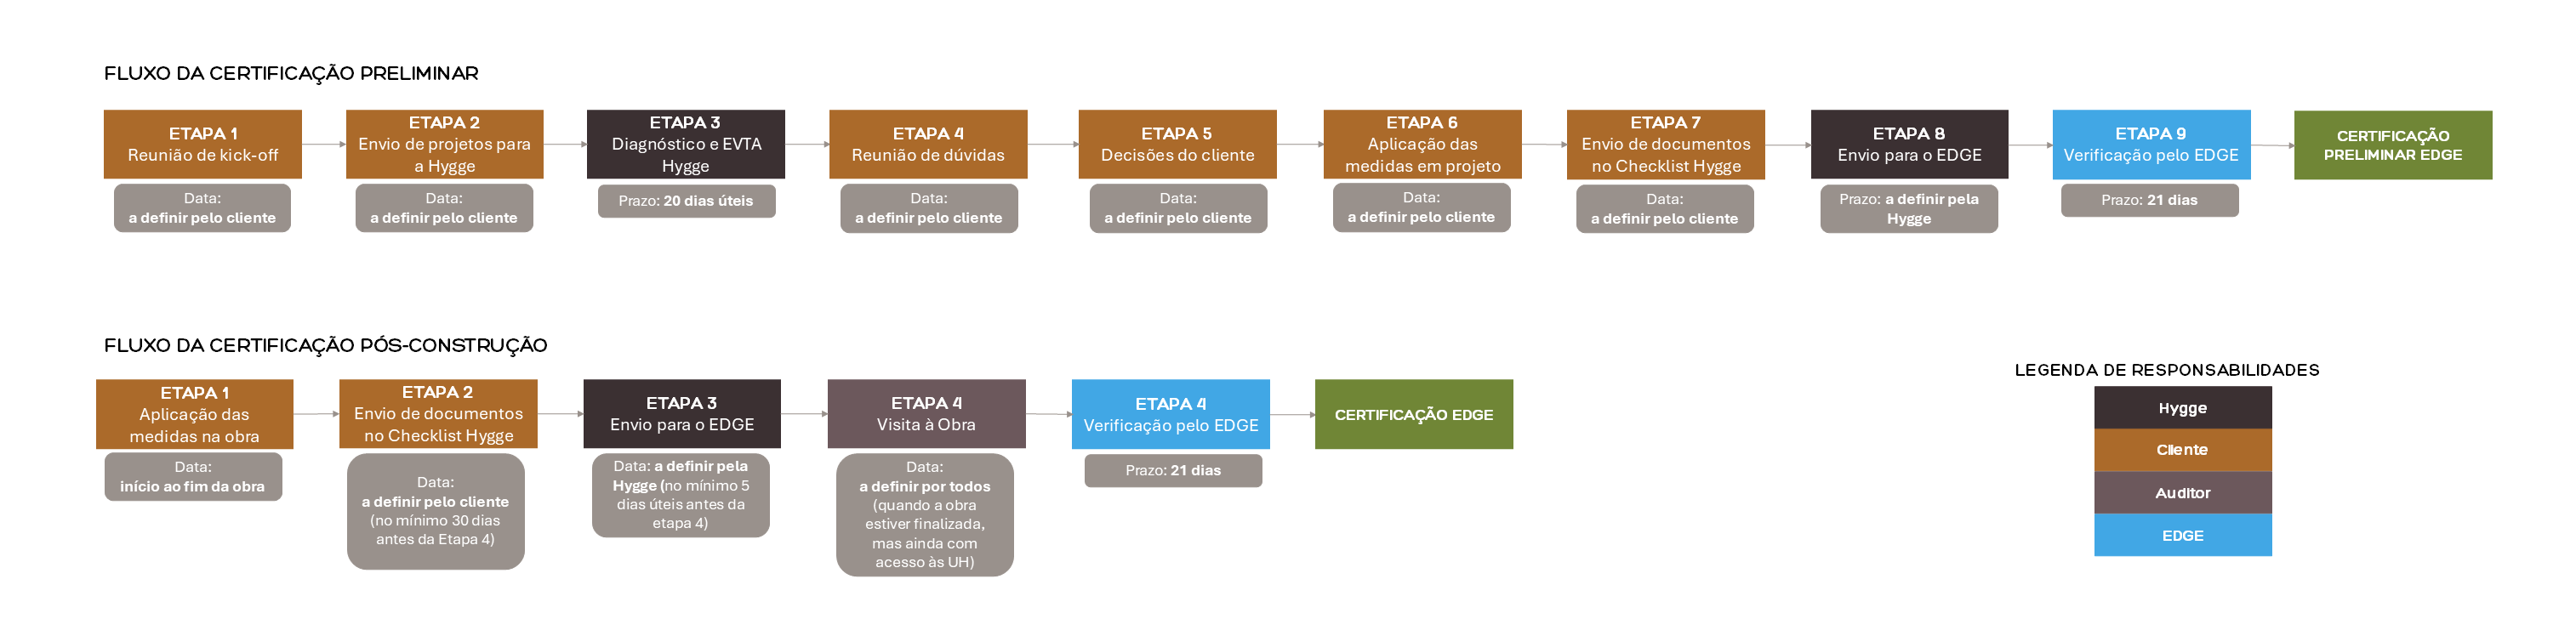 FLUXO DA CERTIFICAÇÃO PRELIMINAR
ETAPA 1
Reunião de kick-off
Data:
a definir pelo cliente
ETAPA 2
Envio de projetos para
a Hygge
Data:
a definir pelo cliente
ETAPA 3
Diagnóstico e EVTA
Hygge
Prazo: 20 dias úteis
ETAPA 4
Reunião de dúvidas
Data:
a definir pelo cliente
ETAPA 5
Decisões do cliente
Data:
a definir pelo cliente
ETAPA 6
Aplicação das
medidas em projeto
Data:
a definir pelo cliente
ETAPA 7
Envio de documentos
no Checklist Hygge
Data:
a definir pelo cliente
ETAPA 8
Envio para o EDGE
Prazo: a definir pela
Hygge
ETAPA 9
Verificação pelo EDGE
Prazo: 21 dias
CERTIFICAÇÃO
PRELIMINAR EDGE
FLUXO DA CERTIFICAÇÃO PÓS-CONSTRUÇÃO
ETAPA 1
Aplicação das
medidas na obra
Data:
início ao fim da obra
ETAPA 2
Envio de documentos
no Checklist Hygge
Data:
a definir pelo cliente
(no mínimo 30 dias
antes da Etapa 4)
ETAPA 3
Envio para o EDGE
Data: a definir pela
Hygge (no mínimo 5
dias úteis antes da
etapa 4)
ETAPA 4
Visita à Obra
Data:
a definir por todos
(quando a obra
estiver finalizada,
mas ainda com
acesso às UH)
ETAPA 4
Verificação pelo EDGE
Prazo: 21 dias
CERTIFICAÇÃO EDGE
LEGENDA DE RESPONSABILIDADES
Hygge
Cliente
Auditor
EDGE